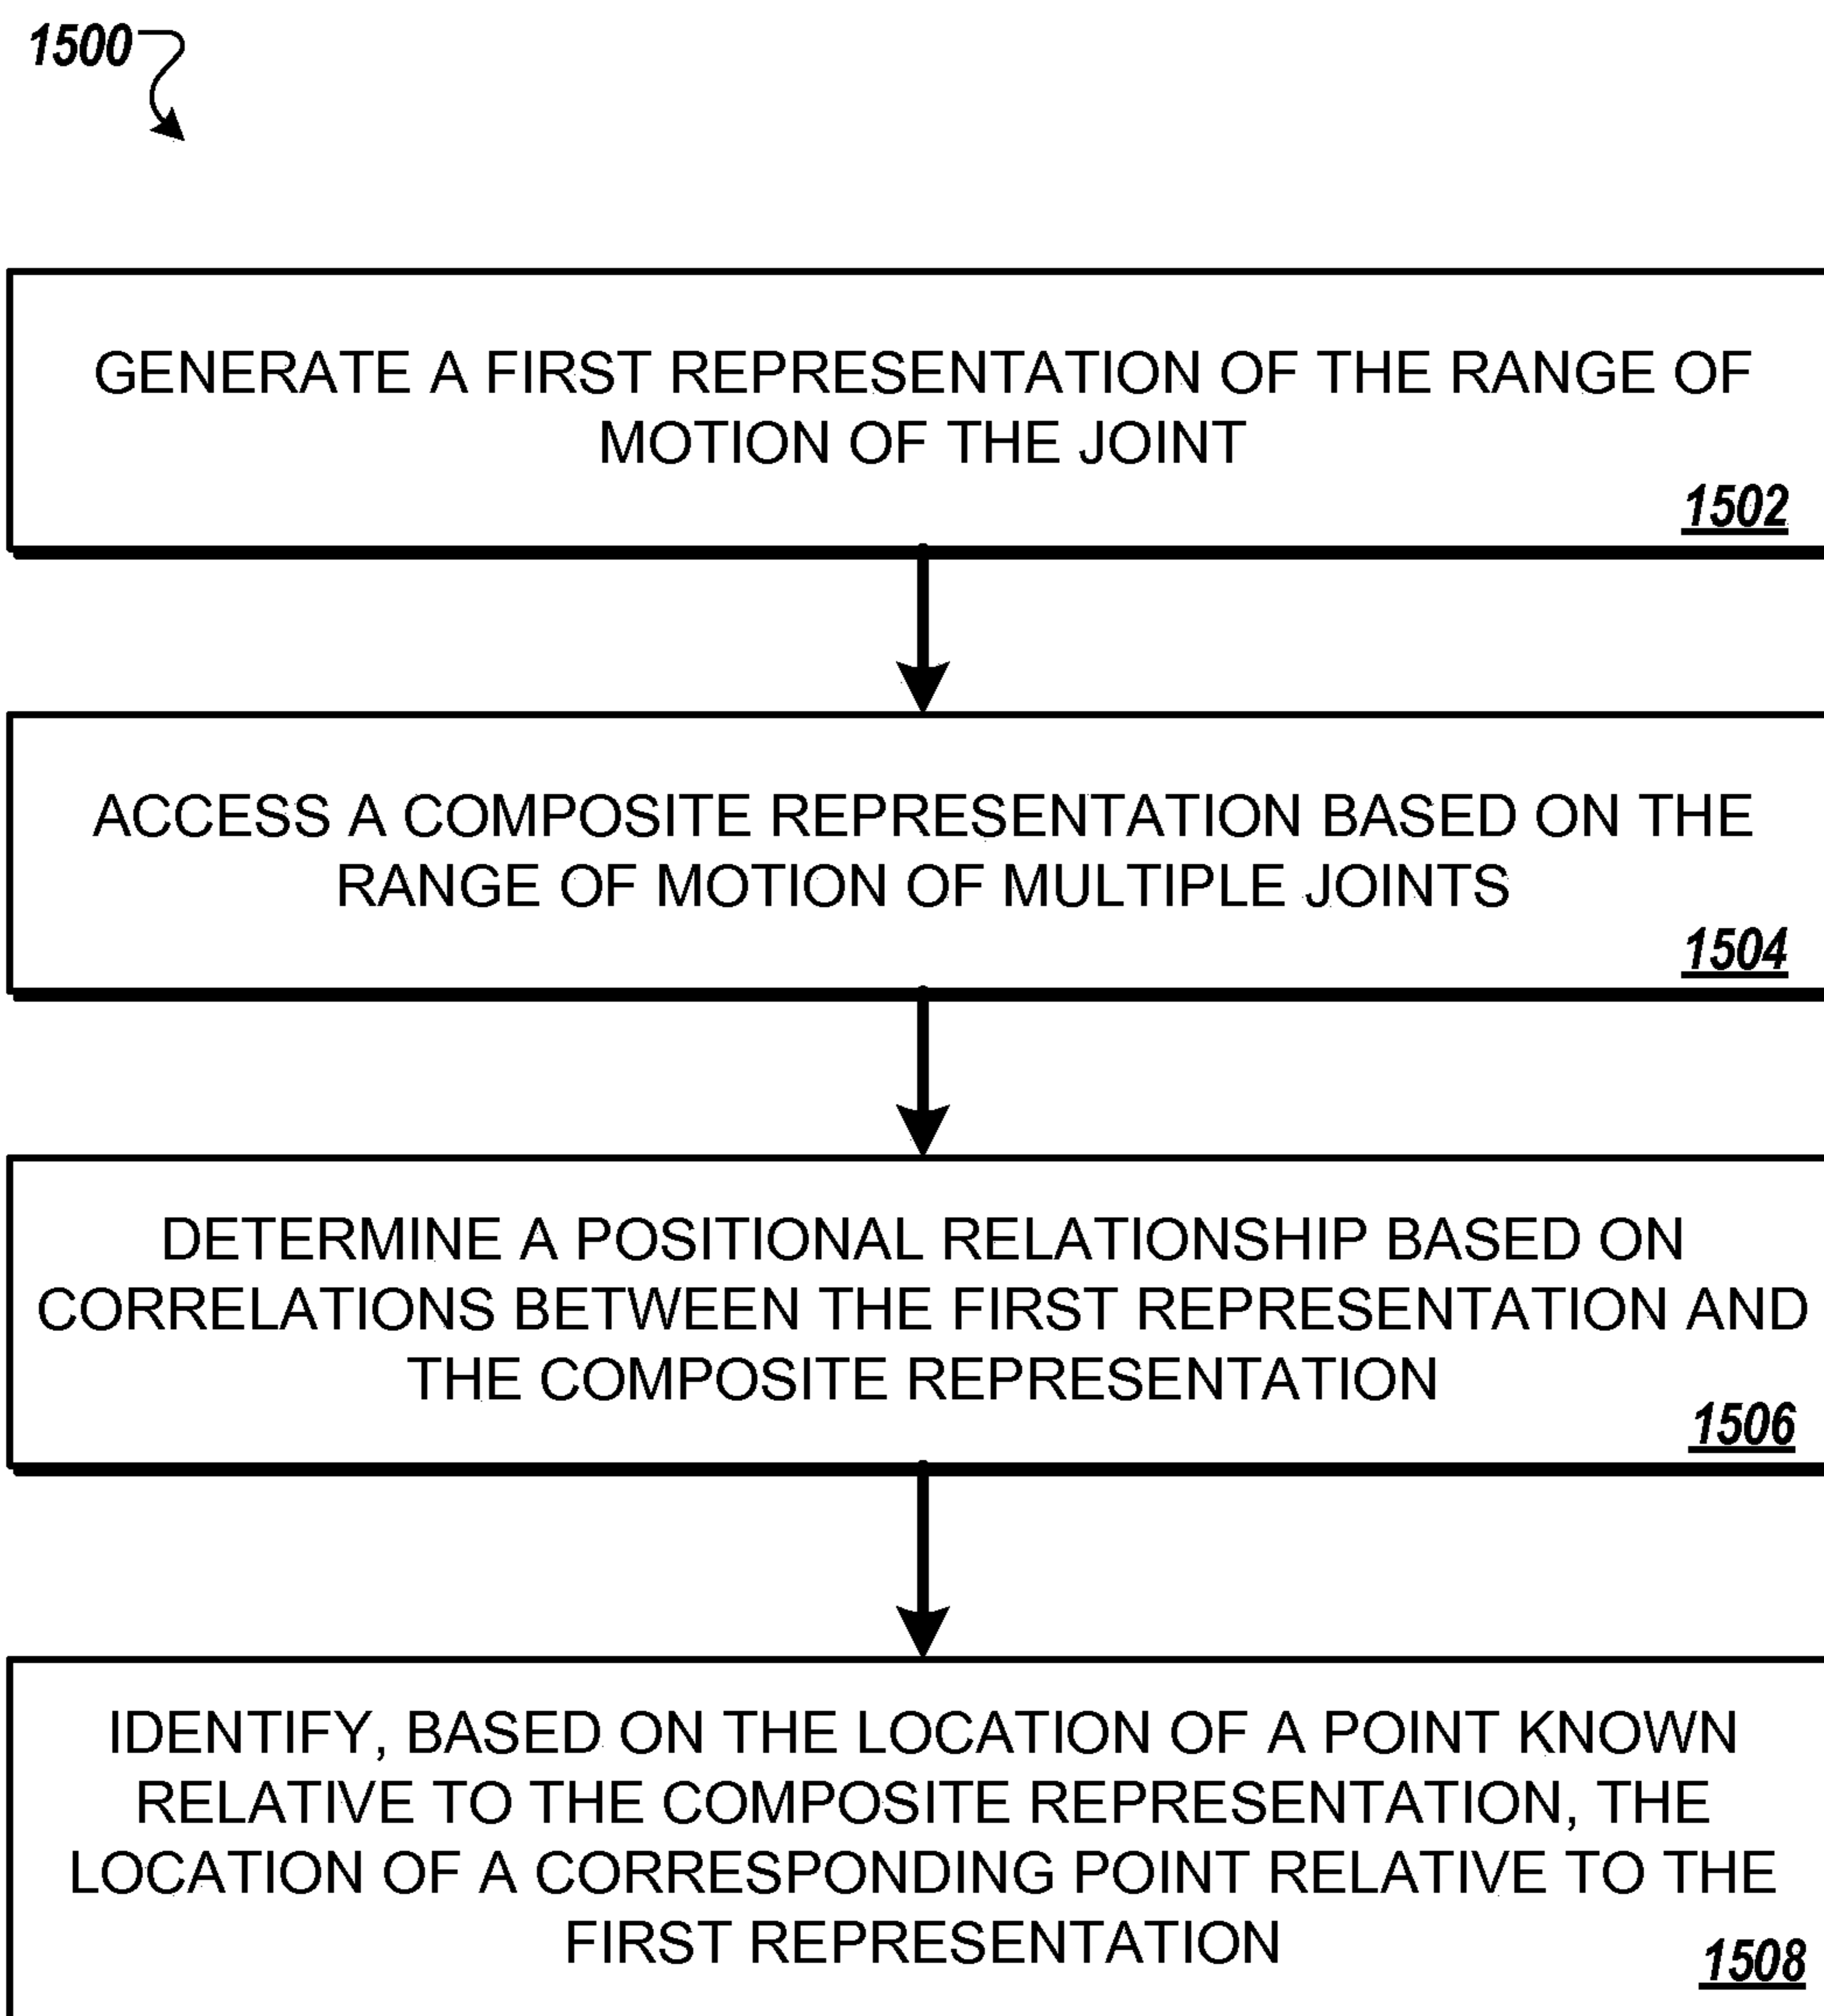 1500
GENERATE A FIRST REPRESENTATION OF THE RANGE OF
MOTION OF THE JOINT
1502
ACCESS A COMPOSITE REPRESENTATION BASED ON THE
RANGE OF MOTION OF MULTIPLE JOINTS
1504
DETERMINE A POSITIONAL RELATIONSHIP BASED ON
CORRELATIONS BETWEEN THE FIRST REPRESENTATION AND
THE COMPOSITE REPRESENTATION
1506
IDENTIFY, BASED ON THE LOCATION OF A POINT KNOWN
RELATIVE TO THE COMPOSITE REPRESENTATION, THE
LOCATION OF A CORRESPONDING POINT RELATIVE TO THE
FIRST REPRESENTATION
1508